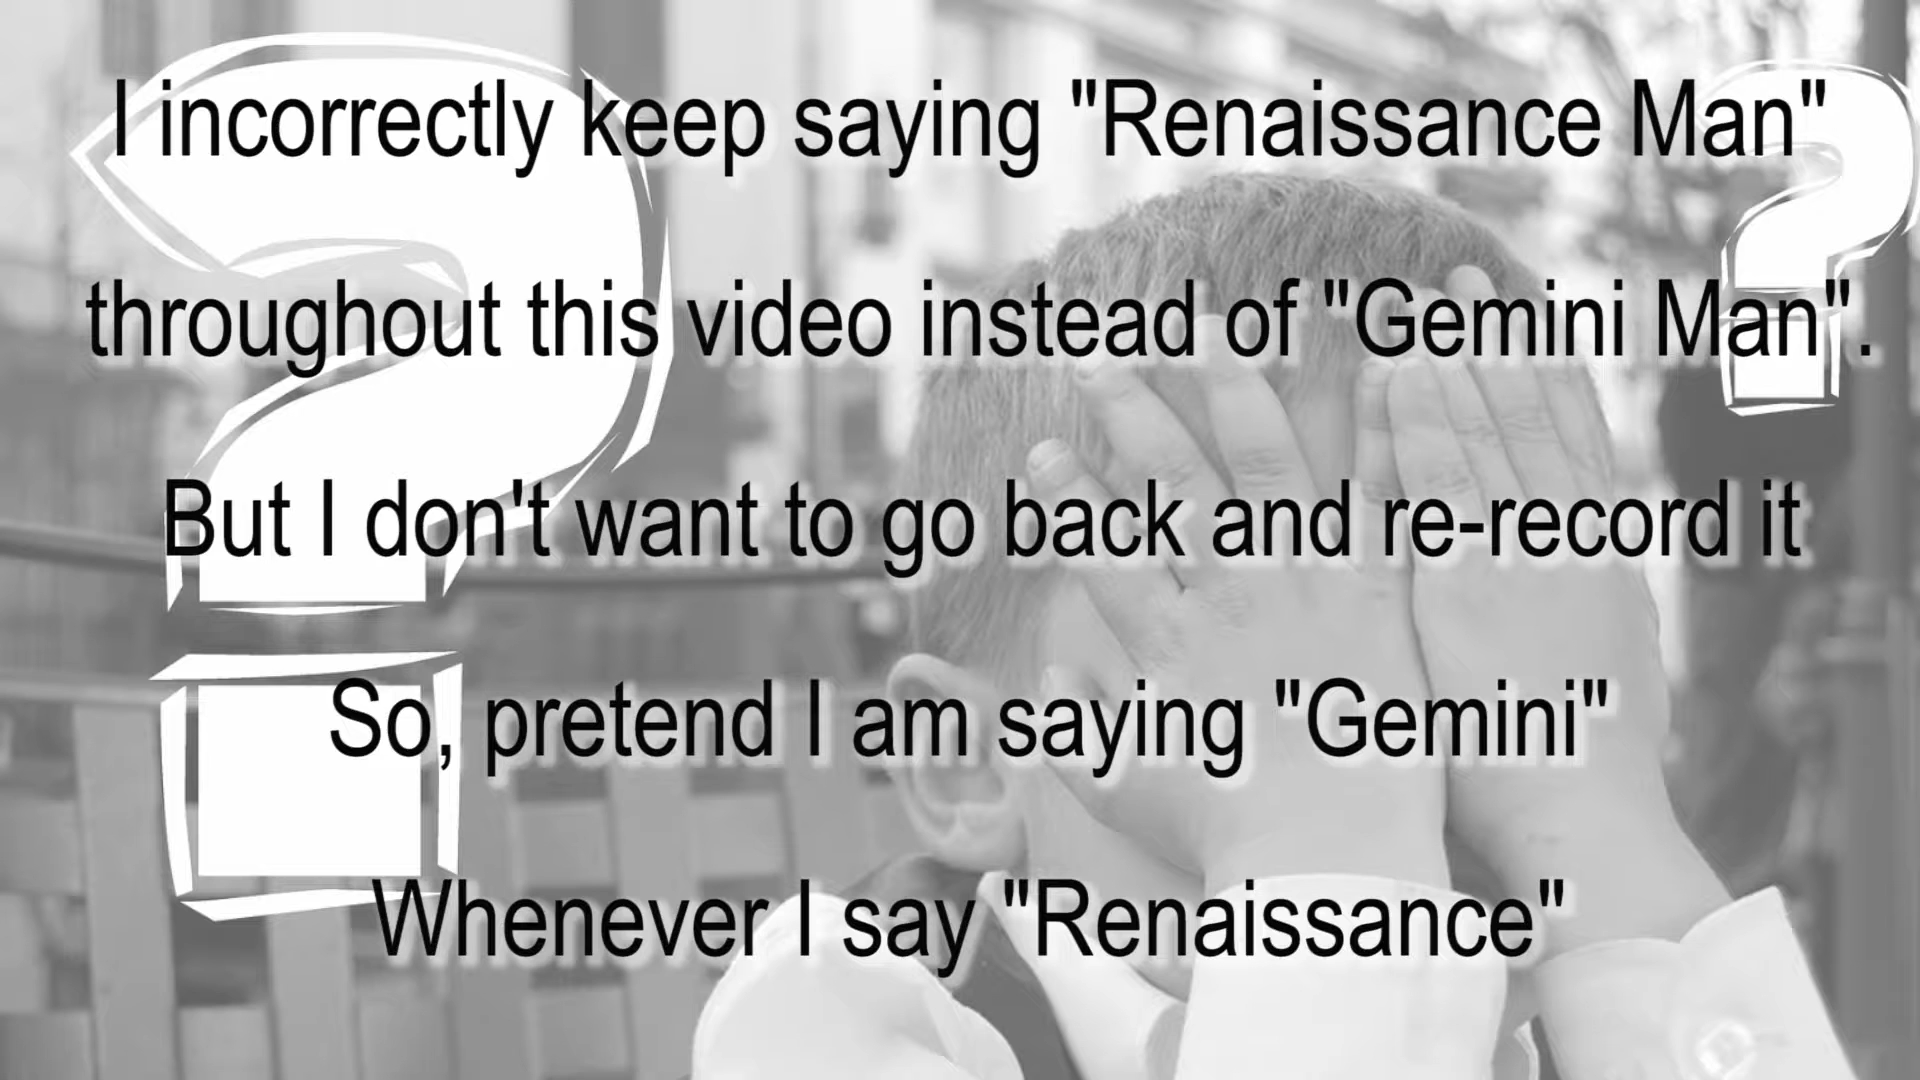 I incorrectly keep saying "Renaissance Man"
throughout this video instead of "Gemini Man".
But I don't want to go back and re-record it
So, pretend I am saying "Gemini"
Whenever I say "Renaissance"